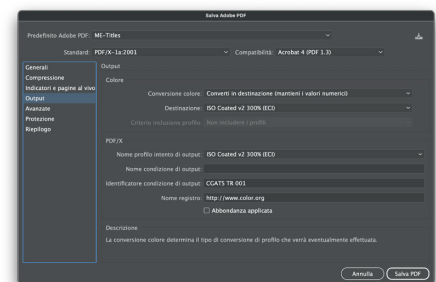 Salva Adobe PDF
Predefinito Adobe PDF: ME-Titles
Standard: PDF/X-1a:2001 Compatibilità: Acrobat 4 (PDF 1.3)
Generali
Compressione
Indicatori e pagine al vivo
Output
Avanzate
Protezione
Riepilogo
Output
Colore
Conversione colore: Converti in destinazione (mantieni i valori numerici)
Destinazione: ISO Coated v2 300% (ECI)
Criterio inclusione profilo: Non includere i profili
PDF/X
Nome profilo intento di output: ISO Coated v2 300% (ECI)
Nome condizione di output:
Identificatore condizione di output: CGATS TR 001
Nome registro: http://www.color.org
Abbondanza applicata
Descrizione
La conversione colore determina il tipo di conversione di profilo che verrà eventualmente effettuata.
Annulla Salva PDF